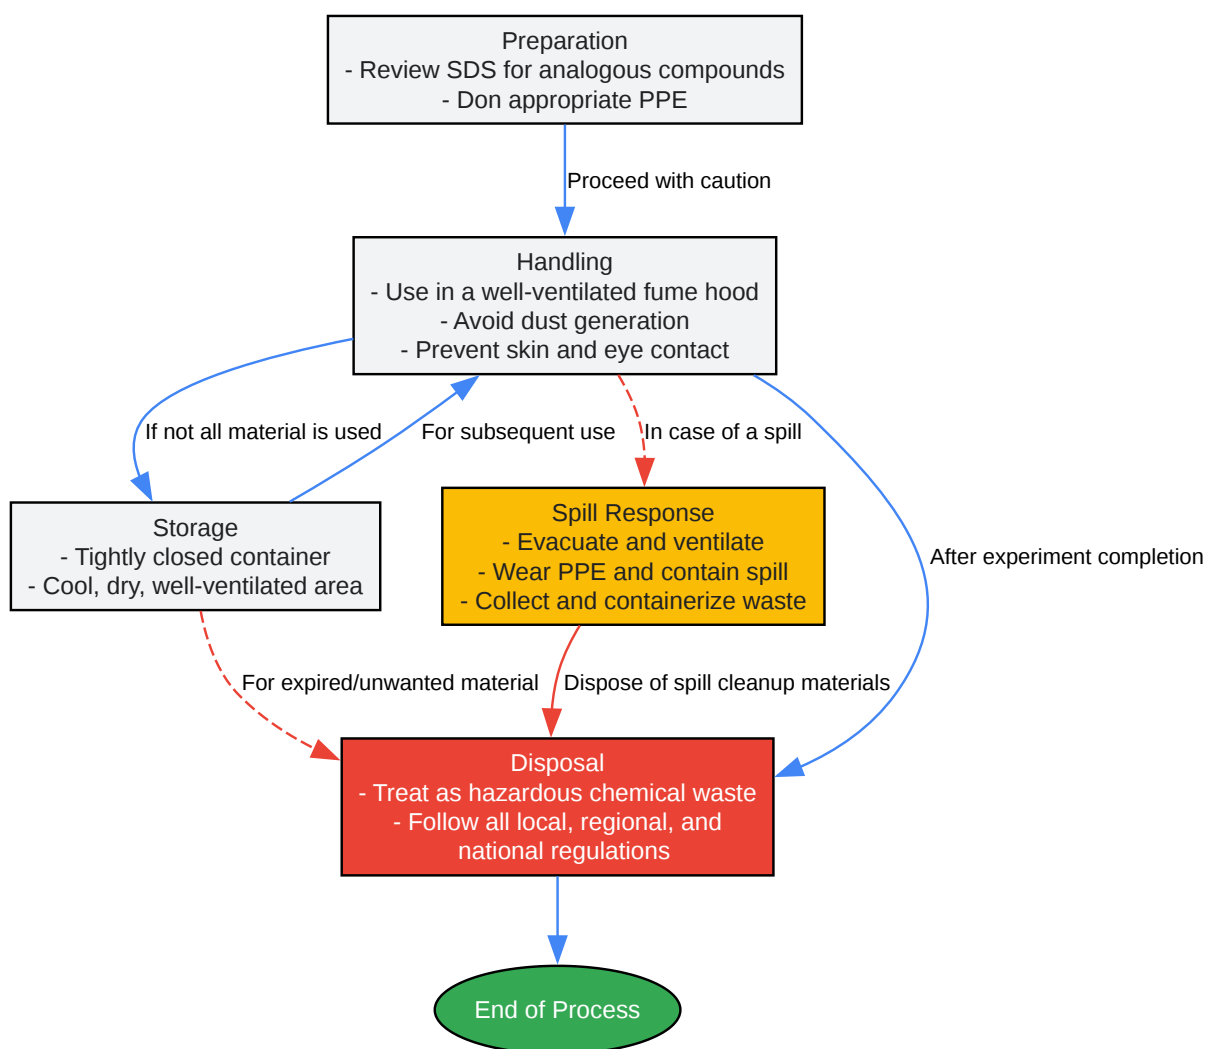 Preparation
- Review SDS for analogous compounds
- Don appropriate PPE
Proceed with caution
Handling
- Use in a well-ventilated fume hood
- Avoid dust generation
- Prevent skin and eye contact
If not all material is used
For subsequent use
In case of a spill
Storage
- Tightly closed container
- Cool, dry, well-ventilated area
Spill Response
- Evacuate and ventilate
- Wear PPE and contain spill
- Collect and containerize waste
After experiment completion
For expired/unwanted material
Dispose of spill cleanup materials
Disposal
- Treat as hazardous chemical waste
- Follow all local, regional, and
national regulations
End of Process